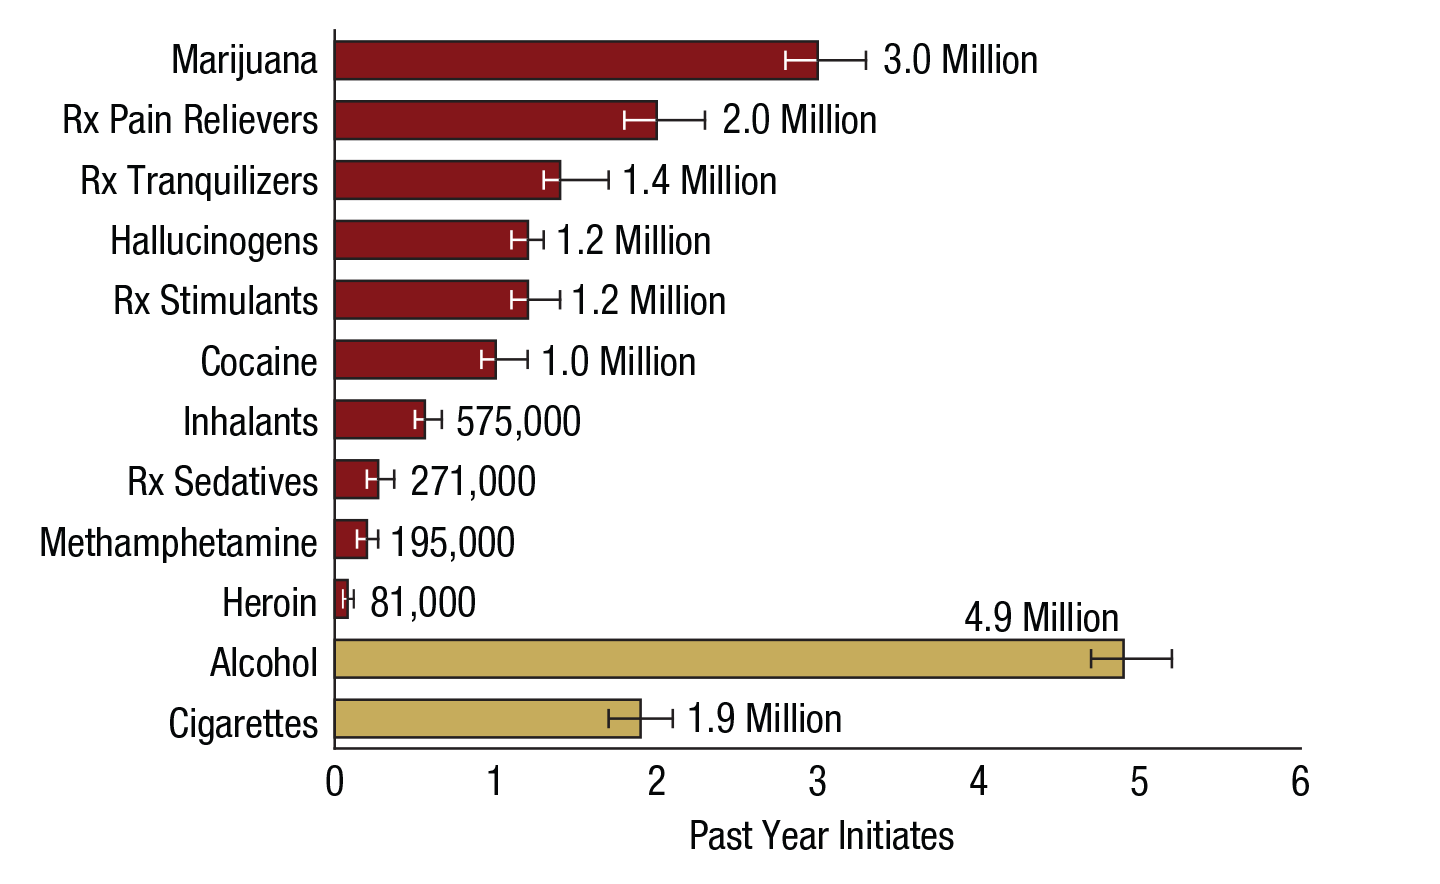 Marijuana 3.0 Million
Rx Pain Relievers 2.0 Million
Rx Tranquilizers 1.4 Million
Hallucinogens 1.2 Million
Rx Stimulants 1.2 Million
Cocaine 1.0 Million
Inhalants 575,000
Rx Sedatives 271,000
Methamphetamine 195,000
Heroin 81,000
Alcohol 4.9 Million
Cigarettes 1.9 Million
0 1 2 3 4 5 6
Past Year Initiates